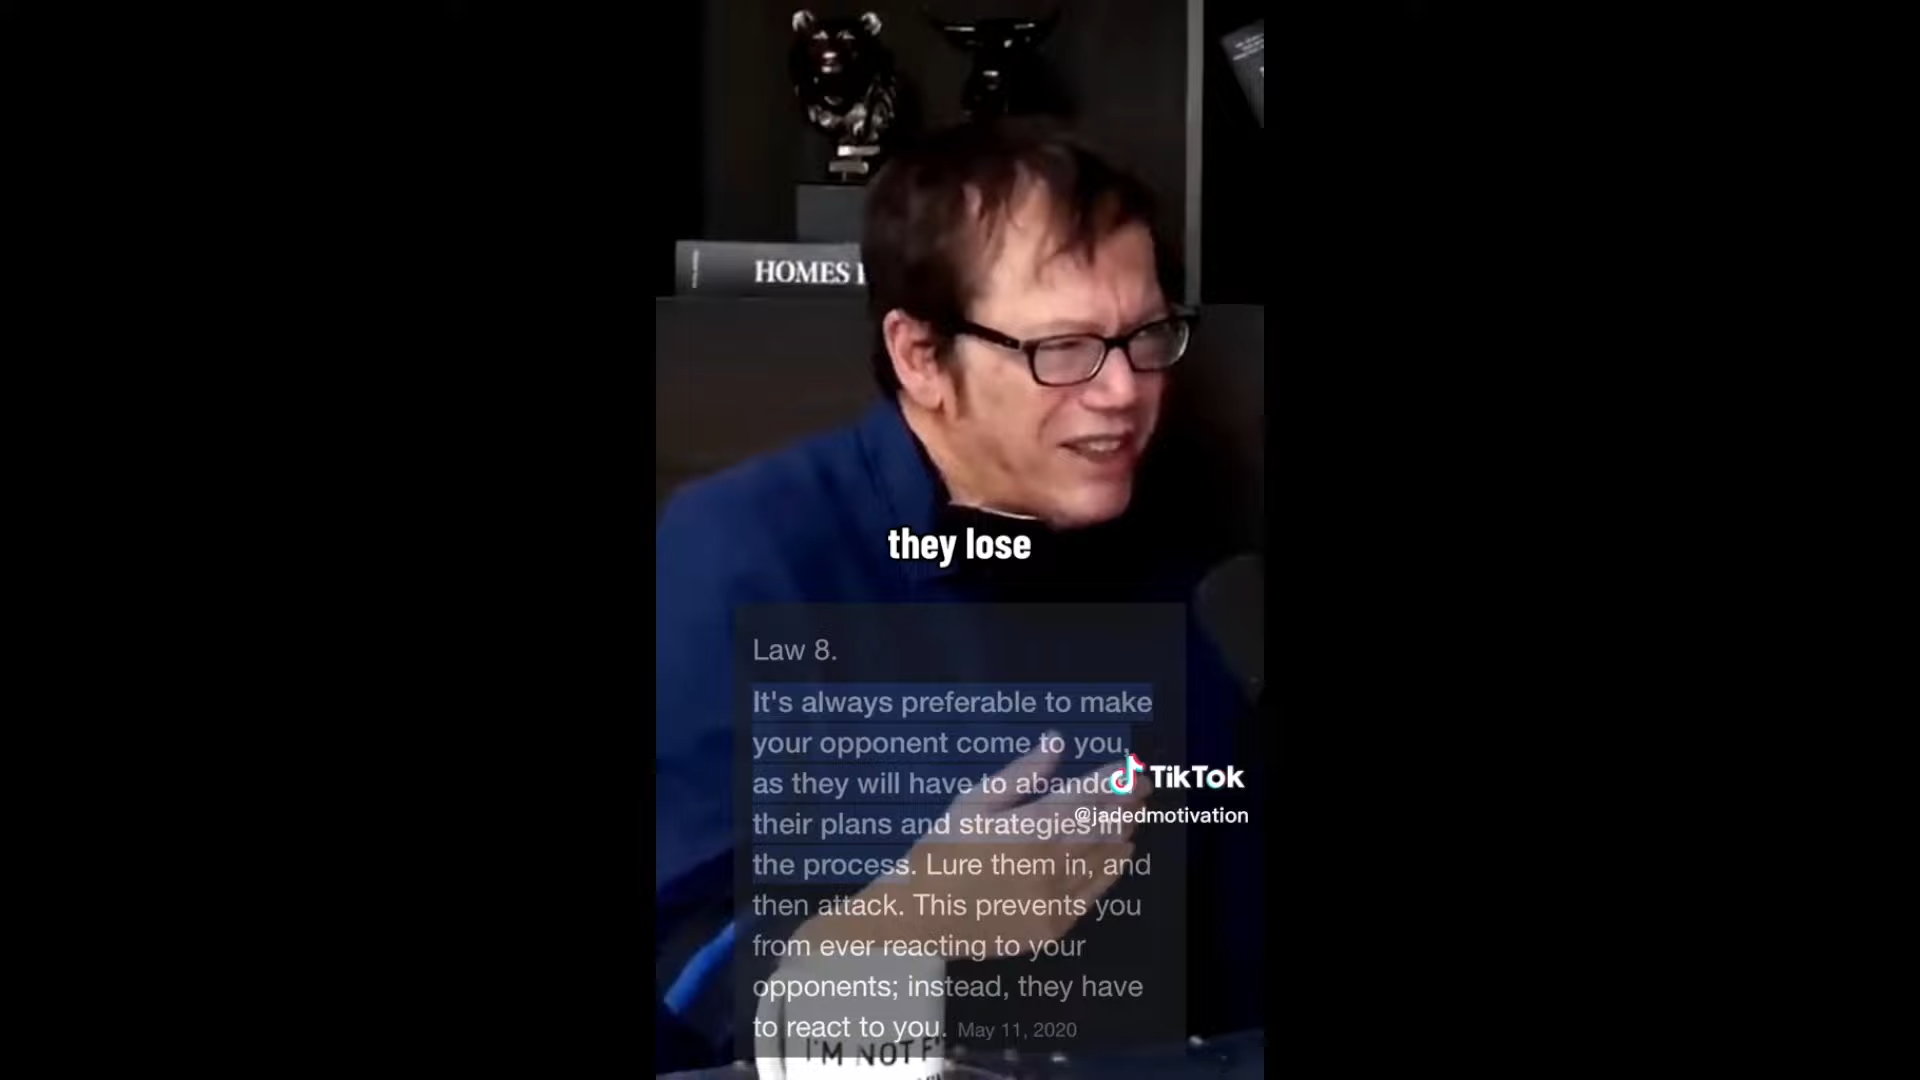 HOMES
they lose
Law 8.
It's always preferable to make
your opponent come to you,
as they will have to abandon
their plans and strategies in
the process. Lure them in, and
then attack. This prevents you
from ever reacting to your
opponents; instead, they have
to react to you. May 11, 2020
TikTok
@jadedmotivation
I'M NOT